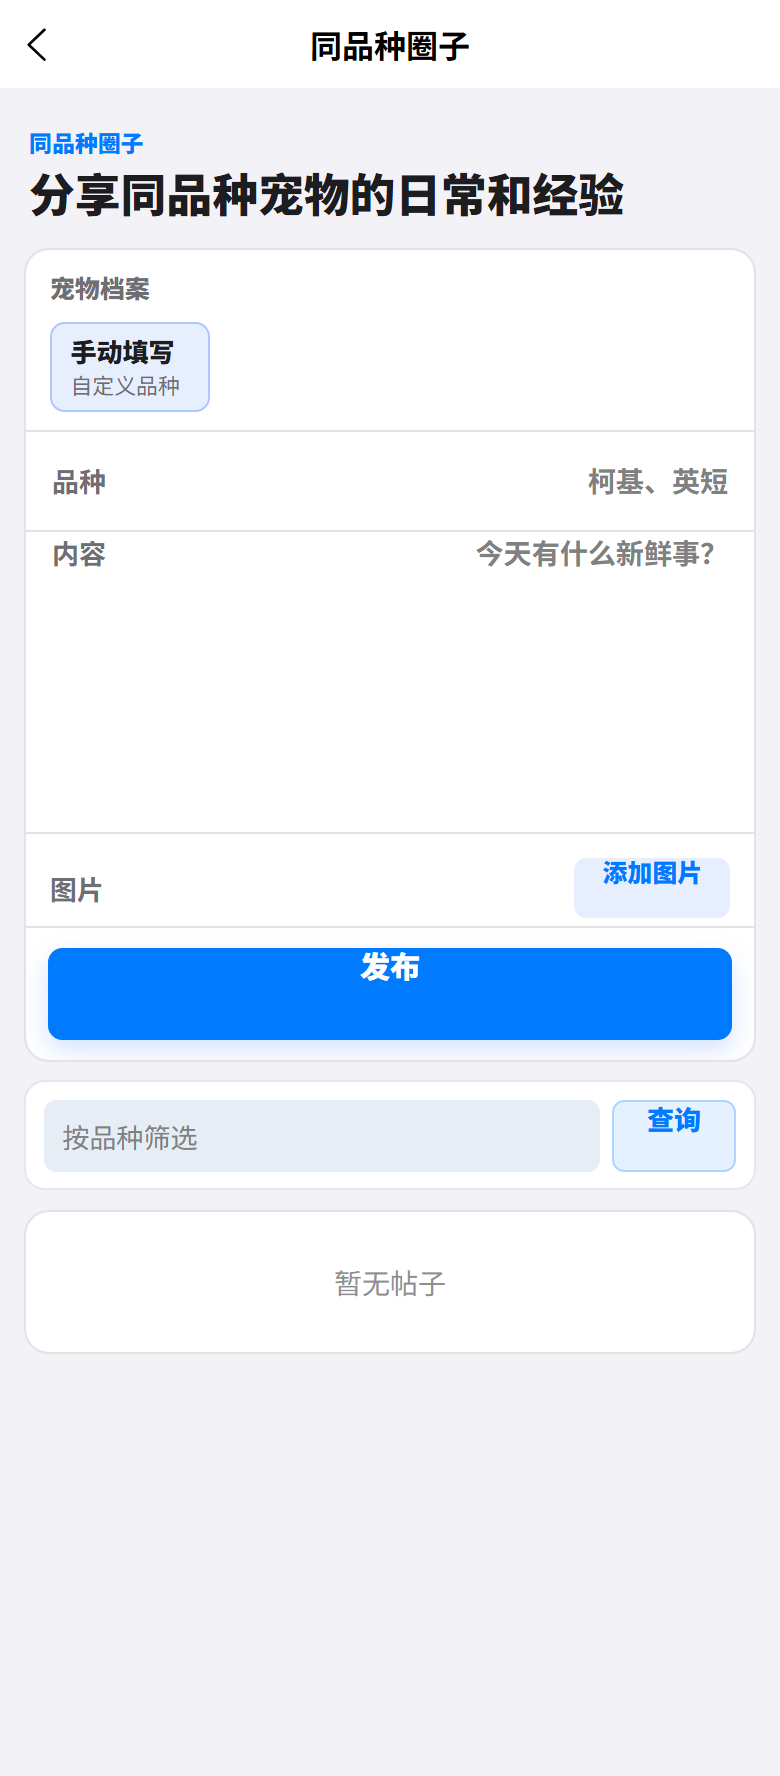 同品种圈子
同品种圈子
分享同品种宠物的日常和经验
宠物档案
手动填写
自定义品种
品种 柯基、英短
内容 今天有什么新鲜事？
图片 添加图片
发布
按品种筛选 查询
暂无帖子